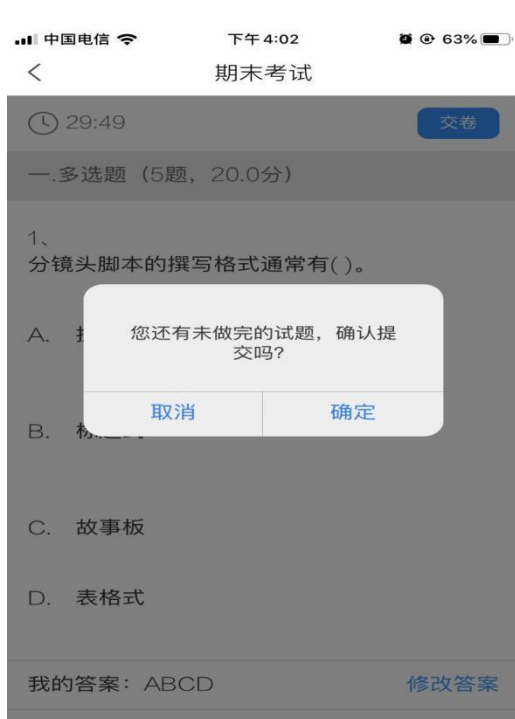 中国电信 下午4:02 63%
期末考试
29:49 交卷
一.多选题（5题，20.0分）
1、
分镜头脚本的撰写格式通常有( )。
您还有未做完的试题，确认提
交吗?
A.
取消 确定
B.
C. 故事板
D. 表格式
我的答案：ABCD 修改答案